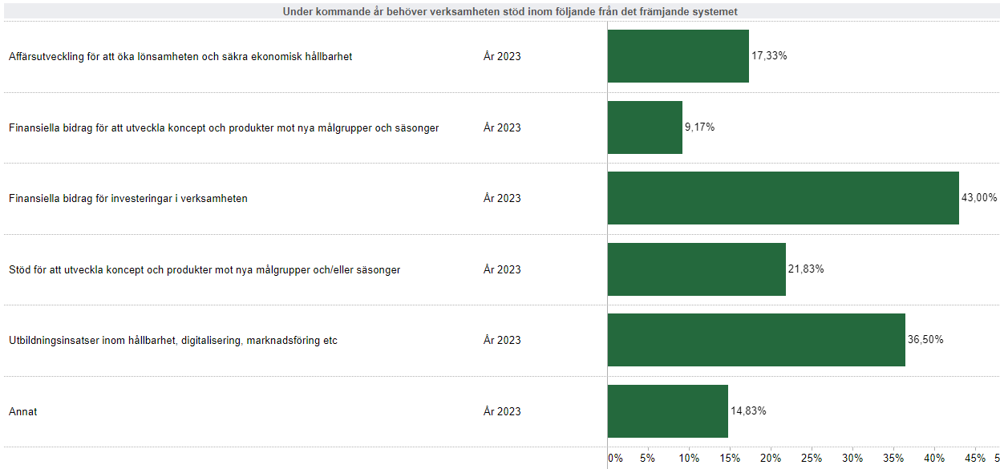 Under kommande år behöver verksamheten stöd inom följande från det främjande systemet
Affärsutveckling för att öka lönsamheten och säkra ekonomisk hållbarhet År 2023 17,33%
Finansiella bidrag för att utveckla koncept och produkter mot nya målgrupper och säsonger År 2023 9,17%
Finansiella bidrag för investeringar i verksamheten År 2023 43,00%
Stöd för att utveckla koncept och produkter mot nya målgrupper och/eller säsonger År 2023 21,83%
Utbildningsinsatser inom hållbarhet, digitalisering, marknadsföring etc År 2023 36,50%
Annat År 2023 14,83%
0% 5% 10% 15% 20% 25% 30% 35% 40% 45% 5